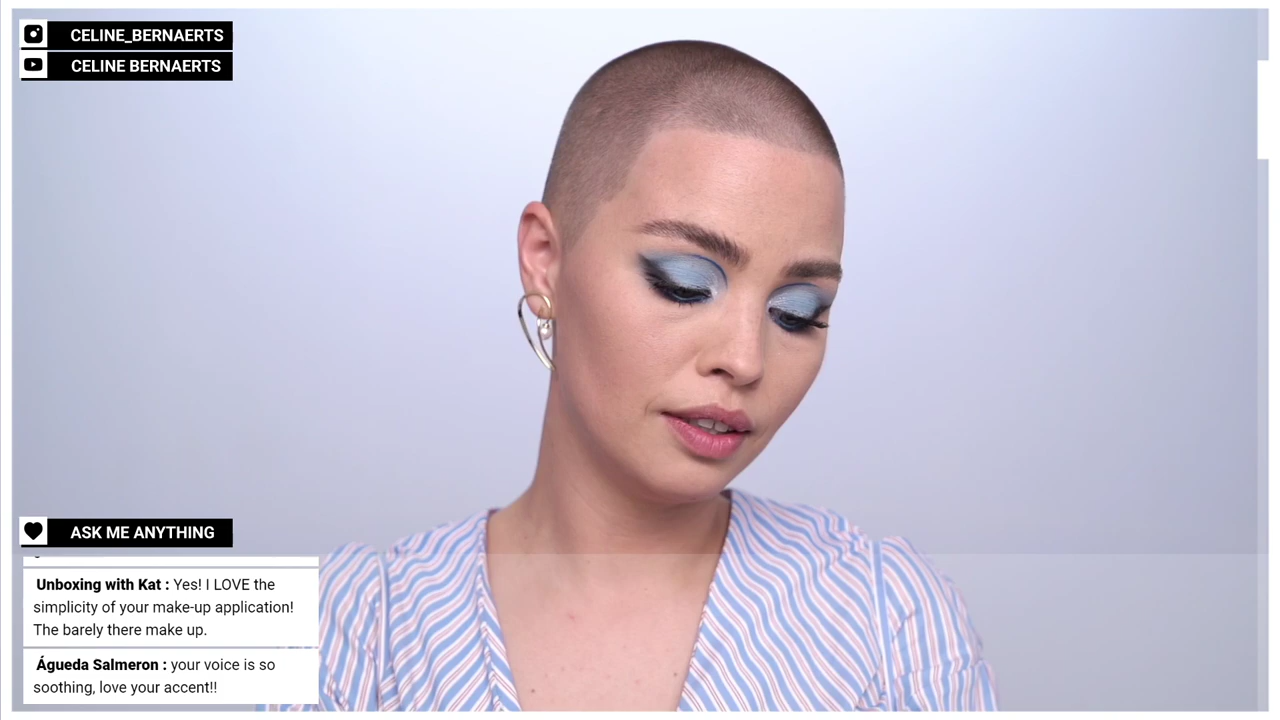 CELINE_BERNAERTS
CELINE BERNAERTS
ASK ME ANYTHING
Unboxing with Kat : Yes! I LOVE the
simplicity of your make-up application!
The barely there make up.
Águeda Salmeron : your voice is so
soothing, love your accent!!